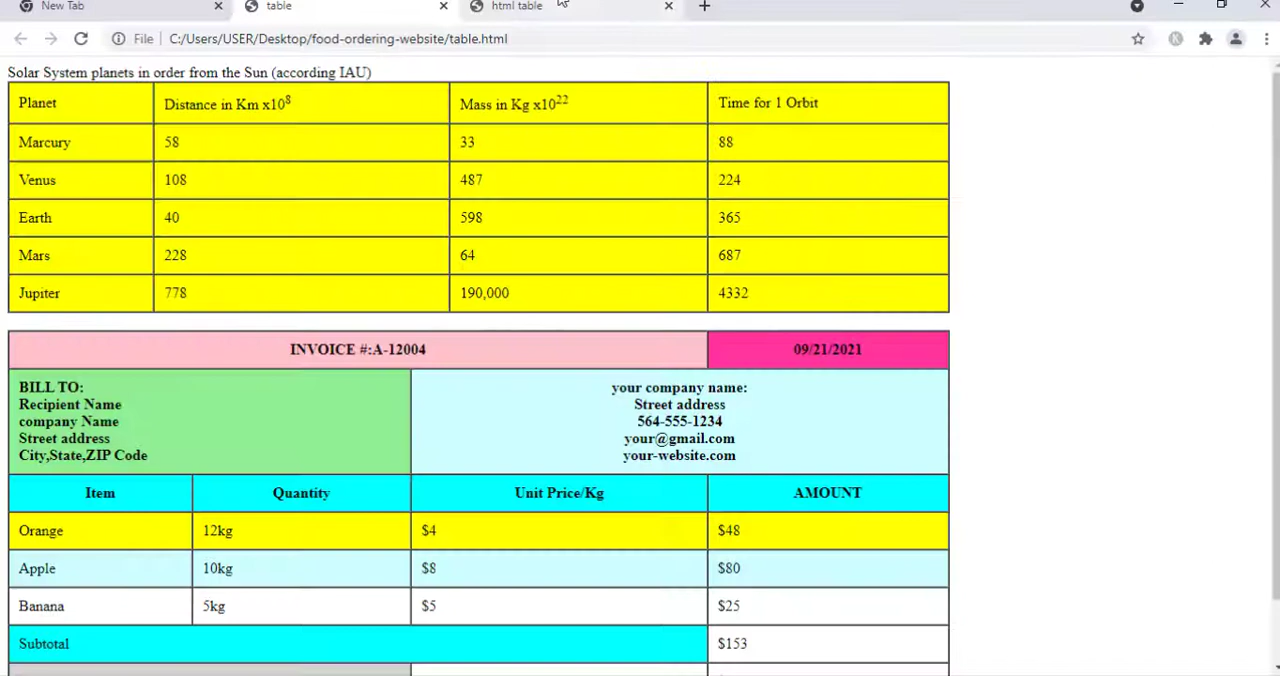 New Tab
table
html table
File
C:/Users/USER/Desktop/food-ordering-website/table.html
Solar System planets in order from the Sun (according IAU)
Planet Distance in Km x10⁸ Mass in Kg x10²² Time for 1 Orbit
Marcury 58 33 88
Venus 108 487 224
Earth 40 598 365
Mars 228 64 687
Jupiter 778 190,000 4332
INVOICE #:A-12004 09/21/2021
BILL TO:
Recipient Name
company Name
Street address
City,State,ZIP Code
your company name:
Street address
564-555-1234
your@gmail.com
your-website.com
Item Quantity Unit Price/Kg AMOUNT
Orange 12kg $4 $48
Apple 10kg $8 $80
Banana 5kg $5 $25
Subtotal $153